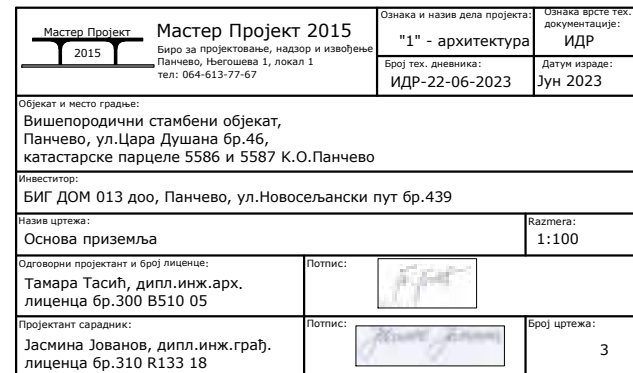 Мастер Пројект
2015
Мастер Пројект 2015
Биро за пројектовање, надзор и извођење
Панчево, Његошева 1, локал 1
тел: 064-613-77-67
Ознака и назив дела пројекта:
"1" - архитектура
Ознака врсте тех.
документације:
ИДР
Број тех. дневника:
ИДР-22-06-2023
Датум израде:
Јун 2023
Објекат и место градње:
Вишепородични стамбени објекат,
Панчево, ул.Цара Душана бр.46,
катастарске парцеле 5586 и 5587 К.О.Панчево
Инвеститор:
БИГ ДОМ 013 доо, Панчево, ул.Новосељански пут бр.439
Назив цртежа:
Основа приземља
Razmera:
1:100
Одговорни пројектант и број лиценце:
Тамара Тасић, дипл.инж.арх.
лиценца бр.300 В510 05
Потпис:
Пројектант сарадник:
Јасмина Јованов, дипл.инж.грађ.
лиценца бр.310 R133 18
Потпис:
Број цртежа:
3